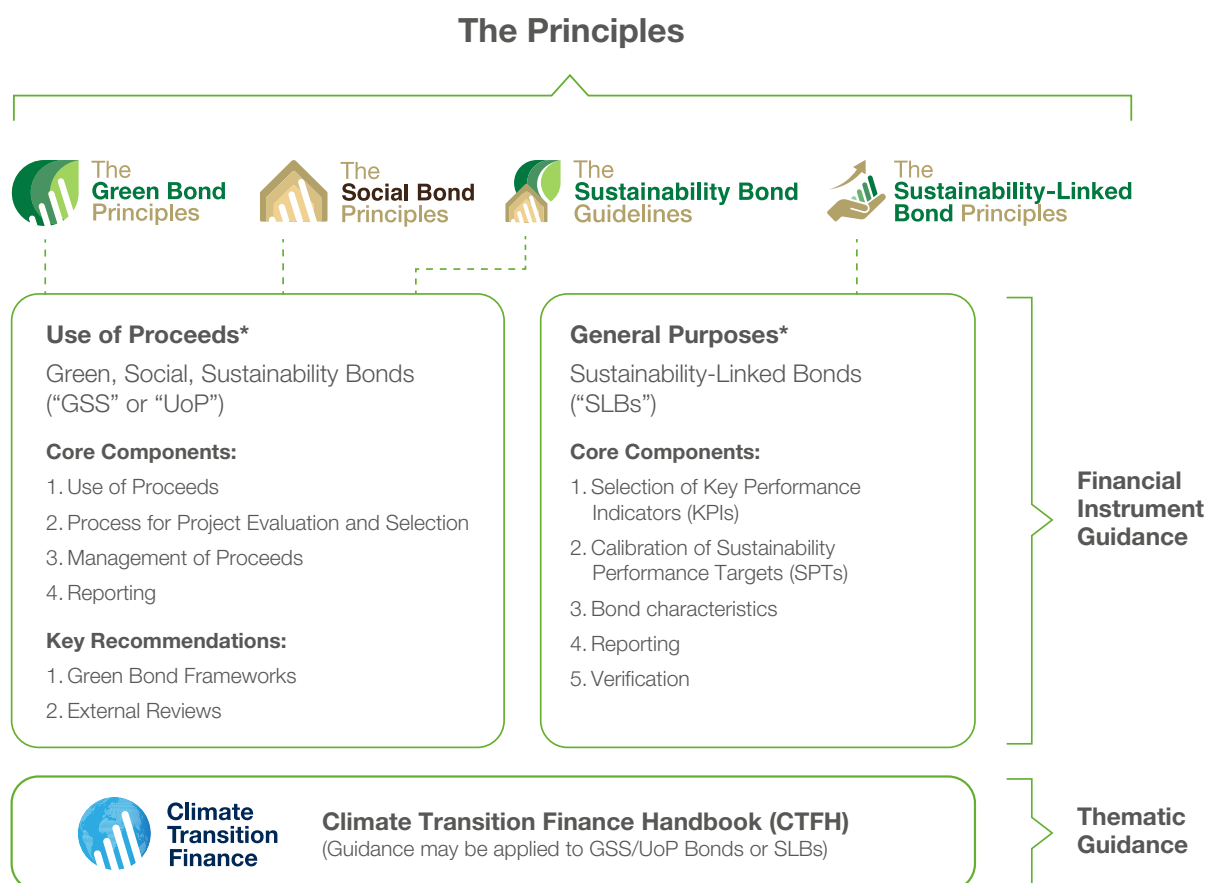 The Principles
The
Green Bond
Principles
The
Social Bond
Principles
The
Sustainability Bond
Guidelines
The
Sustainability-Linked
Bond Principles
Use of Proceeds*
Green, Social, Sustainability Bonds
(“GSS” or “UoP”)
Core Components:
1. Use of Proceeds
2. Process for Project Evaluation and Selection
3. Management of Proceeds
4. Reporting
Key Recommendations:
1. Green Bond Frameworks
2. External Reviews
General Purposes*
Sustainability-Linked Bonds
(“SLBs”)
Core Components:
1. Selection of Key Performance
Indicators (KPIs)
2. Calibration of Sustainability
Performance Targets (SPTs)
3. Bond characteristics
4. Reporting
5. Verification
Financial
Instrument
Guidance
Climate
Transition
Finance
Climate Transition Finance Handbook (CTFH)
(Guidance may be applied to GSS/UoP Bonds or SLBs)
Thematic
Guidance